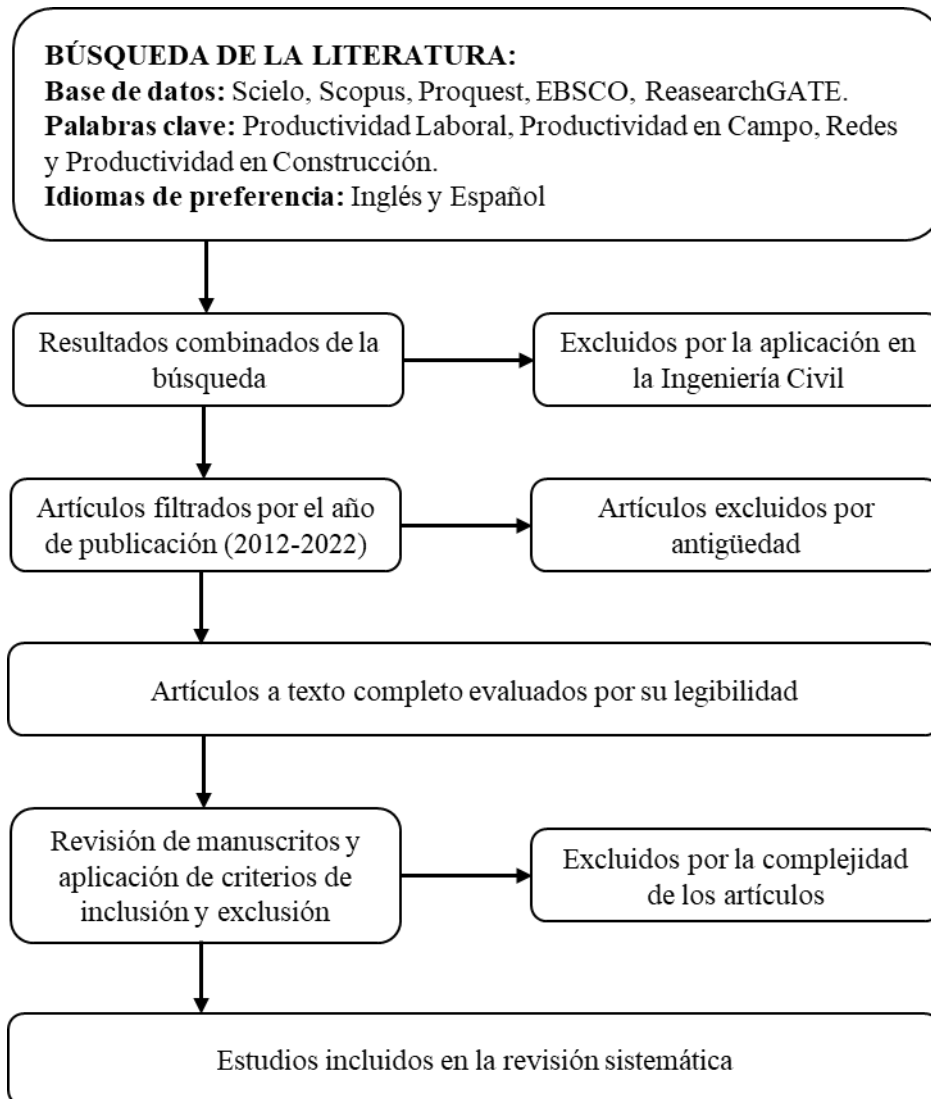 BÚSQUEDA DE LA LITERATURA:
Base de datos: Scielo, Scopus, Proquest, EBSCO, ReasearchGATE.
Palabras clave: Productividad Laboral, Productividad en Campo, Redes
y Productividad en Construcción.
Idiomas de preferencia: Inglés y Español
Resultados combinados de la
búsqueda
Excluidos por la aplicación en
la Ingeniería Civil
Artículos filtrados por el año
de publicación (2012-2022)
Artículos excluidos por
antigüedad
Artículos a texto completo evaluados por su legibilidad
Revisión de manuscritos y
aplicación de criterios de
inclusión y exclusión
Excluidos por la complejidad
de los artículos
Estudios incluidos en la revisión sistemática